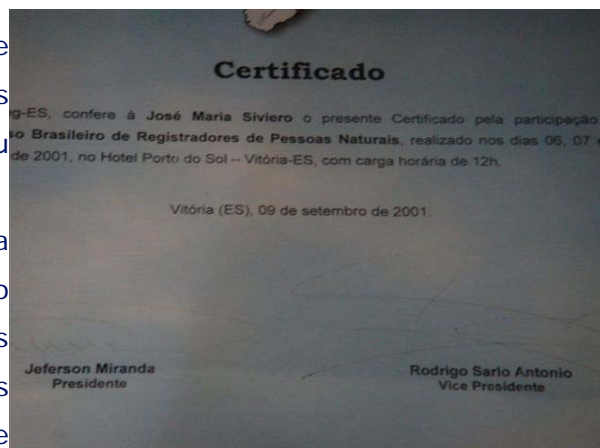 Certificado
g-ES, confere à José Maria Siviero o presente Certificado pela participação
so Brasileiro de Registradores de Pessoas Naturais, realizado nos dias 06, 07
de 2001, no Hotel Porto do Sol -- Vitória-ES, com carga horária de 12h.
Vitória (ES), 09 de setembro de 2001.
Jeferson Miranda
Presidente
Rodrigo Sarlo Antonio
Vice Presidente